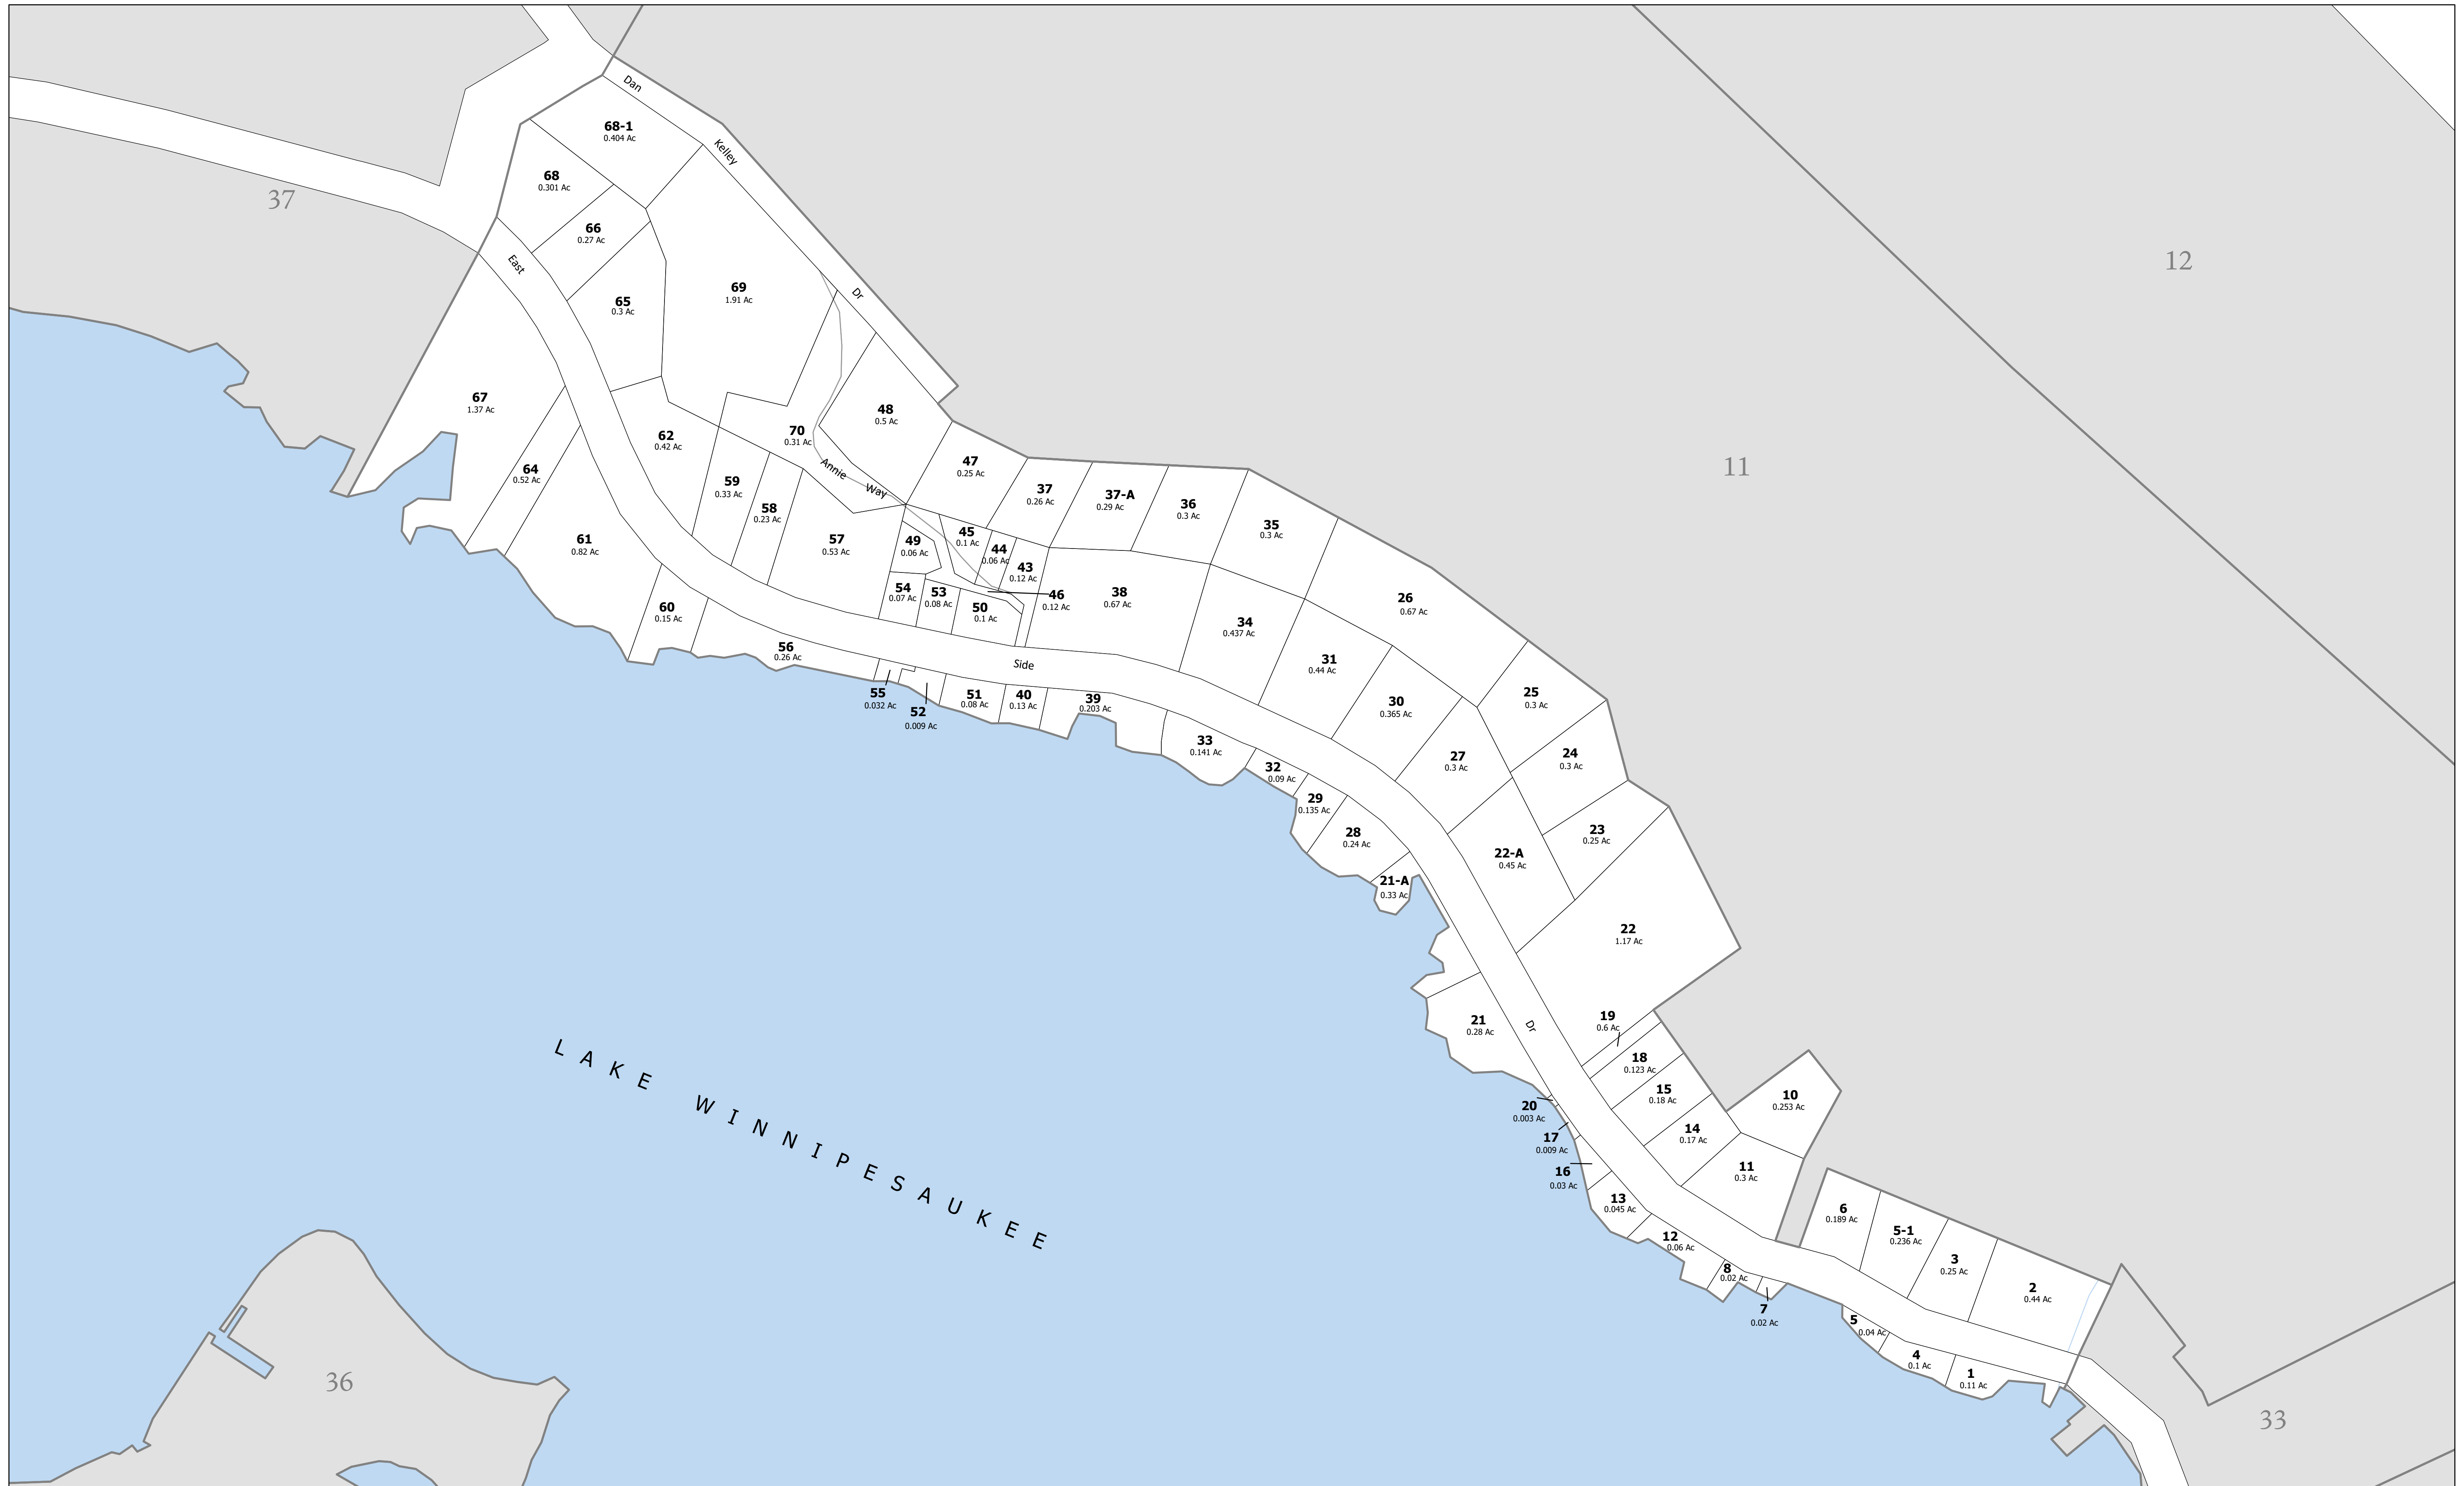 Dan
68-1
0.404 Ac
Kelley
68
0.301 Ac
37
66
0.27 Ac
East
12
69
1.91 Ac
Dr
65
0.3 Ac
67
1.37 Ac
48
0.5 Ac
62
0.42 Ac
70
0.31 Ac
Annie Way
47
0.25 Ac
11
64
0.52 Ac
59
0.33 Ac
58
0.23 Ac
37
0.26 Ac
37-A
0.29 Ac
36
0.3 Ac
35
0.3 Ac
61
0.82 Ac
57
0.53 Ac
49
0.06 Ac
45
0.1 Ac
44
0.06 Ac
43
0.12 Ac
54
0.07 Ac
53
0.08 Ac
50
0.1 Ac
46
0.12 Ac
38
0.67 Ac
26
0.67 Ac
60
0.15 Ac
34
0.437 Ac
56
0.26 Ac
Side
31
0.44 Ac
55
0.032 Ac
52
0.009 Ac
51
0.08 Ac
40
0.13 Ac
39
0.203 Ac
30
0.365 Ac
25
0.3 Ac
33
0.141 Ac
32
0.09 Ac
27
0.3 Ac
24
0.3 Ac
29
0.135 Ac
28
0.24 Ac
23
0.25 Ac
22-A
0.45 Ac
21-A
0.33 Ac
22
1.17 Ac
21
0.28 Ac
Dr
19
0.6 Ac
18
0.123 Ac
15
0.18 Ac
10
0.253 Ac
20
0.003 Ac
17
0.009 Ac
14
0.17 Ac
16
0.03 Ac
11
0.3 Ac
13
0.045 Ac
6
0.189 Ac
5-1
0.236 Ac
12
0.06 Ac
3
0.25 Ac
8
0.02 Ac
2
0.44 Ac
7
0.02 Ac
5
0.04 Ac
4
0.1 Ac
1
0.11 Ac
LAKE WINNIPESAUKEE
36
33